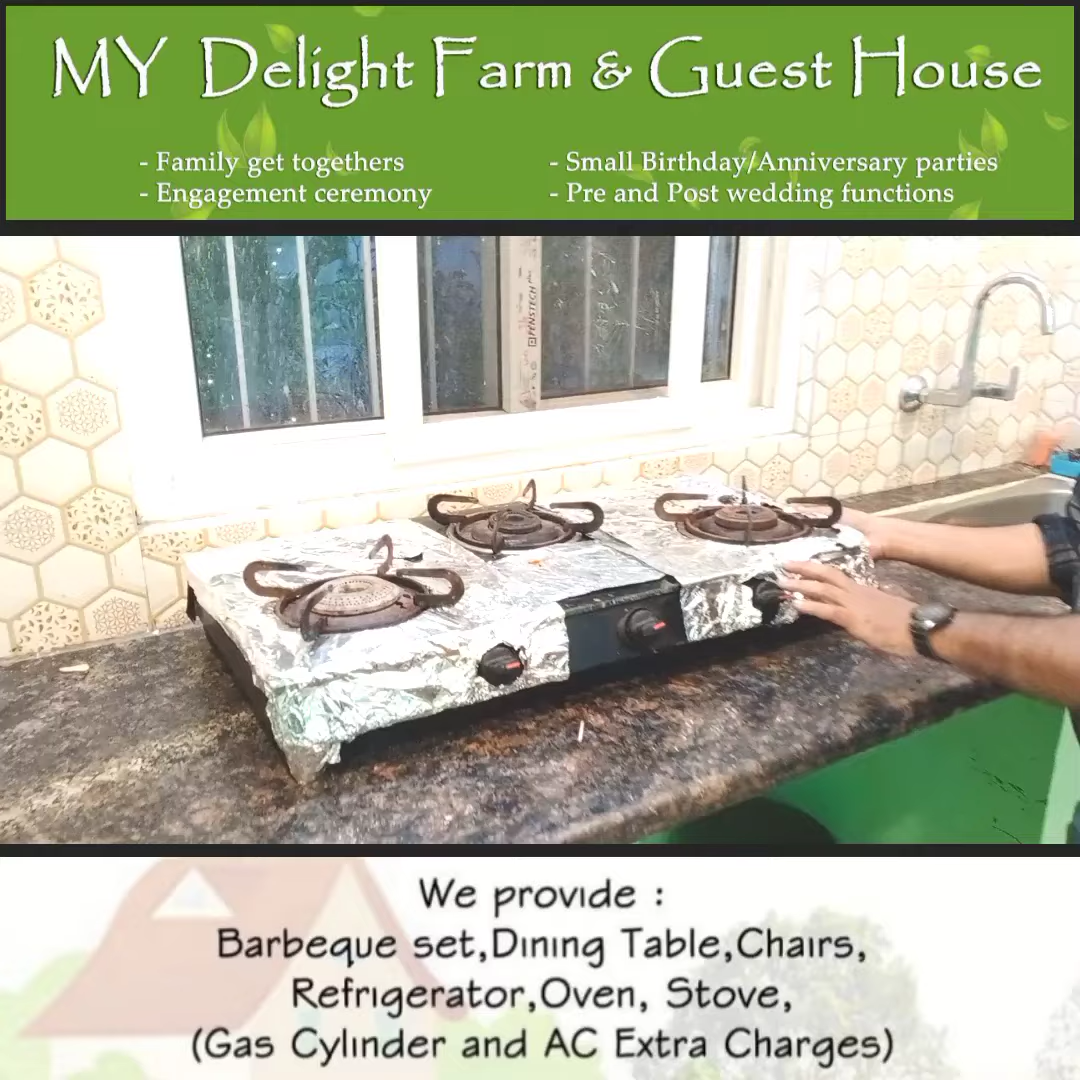 MY Delight Farm & Guest House
- Family get togethers
- Small Birthday/Anniversary parties
- Engagement ceremony
- Pre and Post wedding functions
FENSTECH
We provide :
Barbeque set,Dining Table,Chairs,
Refrigerator,Oven, Stove,
(Gas Cylinder and AC Extra Charges)